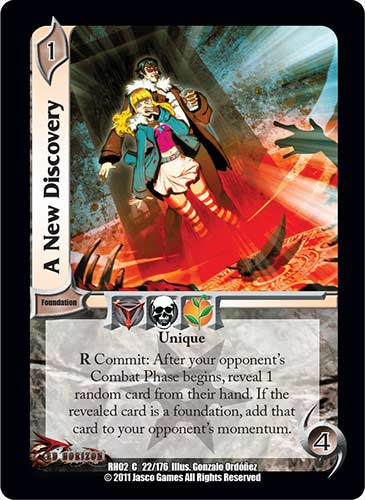 1
A New Discovery
Foundation
Unique
R Commit: After your opponent's
Combat Phase begins, reveal 1
random card from their hand. If the
revealed card is a foundation, add that
card to your opponent's momentum.
RED HORIZON
4
RH02 C 22/176 Illus. Gonzalo Ordóñez
© 2011 Jasco Games All Rights Reserved